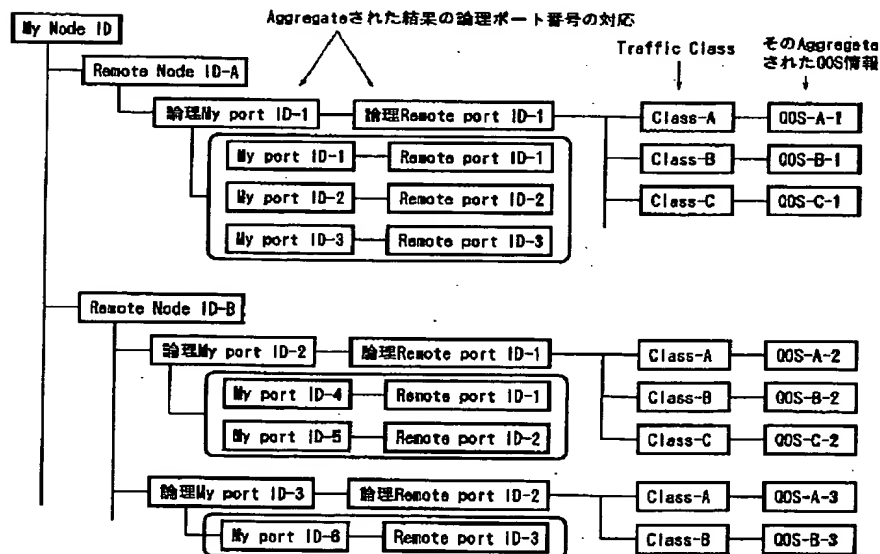 Aggregateされた結果の論理ポート番号の対応
My Node ID
Traffic Class
そのAggregate
されたQOS情報
Remote Node ID-A
論理My port ID-1
論理Remote port ID-1
Class-A
QOS-A-1
My port ID-1
Remote port ID-1
Class-B
QOS-B-1
My port ID-2
Remote port ID-2
Class-C
QOS-C-1
My port ID-3
Remote port ID-3
Remote Node ID-B
論理My port ID-2
論理Remote port ID-1
Class-A
QOS-A-2
My port ID-4
Remote port ID-1
Class-B
QOS-B-2
My port ID-5
Remote port ID-2
Class-C
QOS-C-2
論理My port ID-3
論理Remote port ID-2
Class-A
QOS-A-3
My port ID-6
Remote port ID-3
Class-B
QOS-B-3